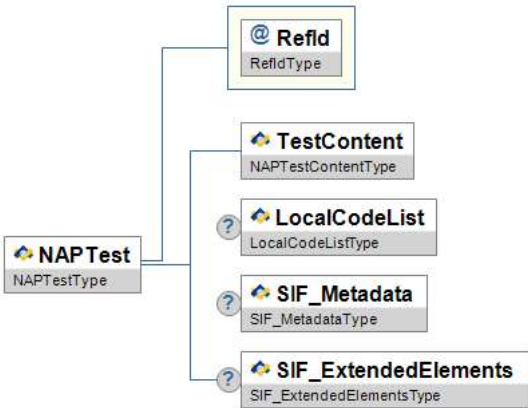 @ RefId
RefIdType
TestContent
NAPTestContentType
? LocalCodeList
LocalCodeListType
NAPTest
NAPTestType
? SIF_Metadata
SIF_MetadataType
? SIF_ExtendedElements
SIF_ExtendedElementsType